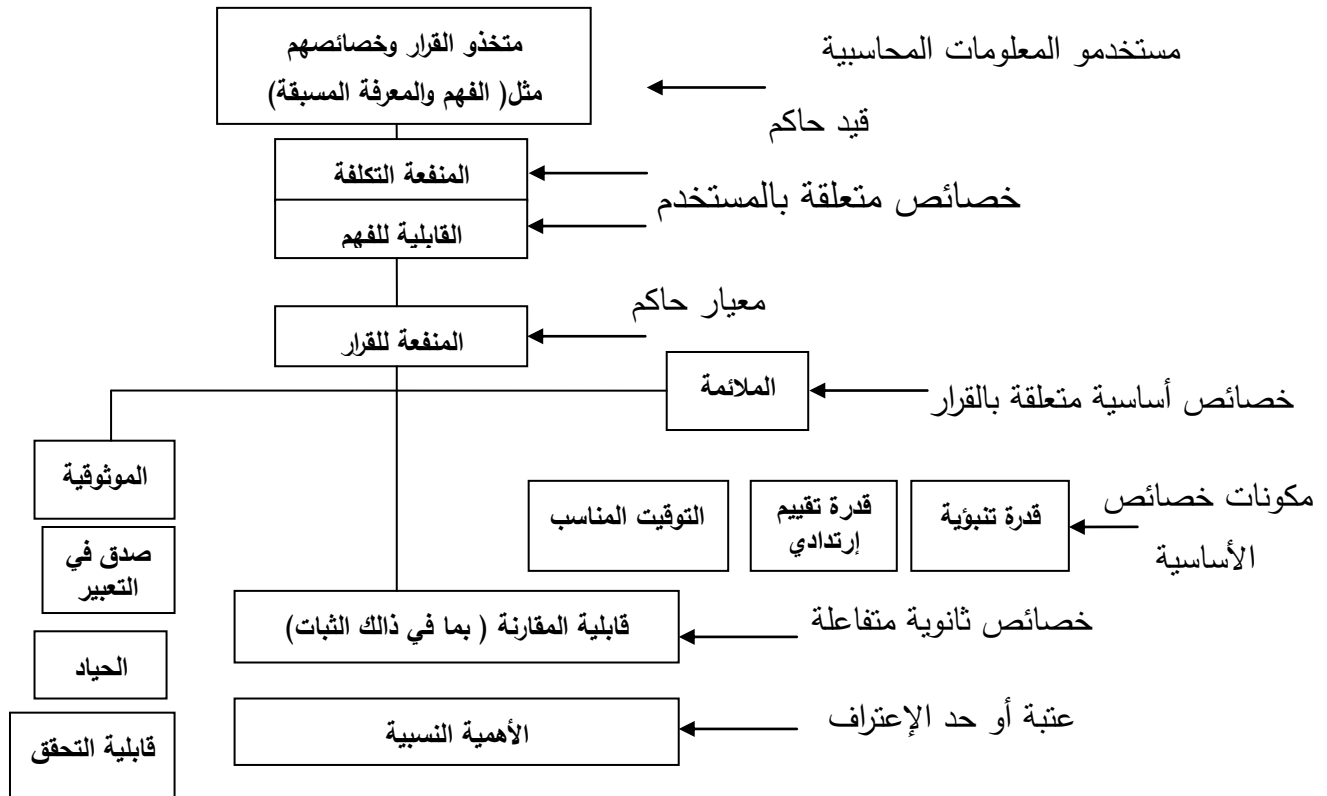 متخذو القرار وخصائصهم
مثل( الفهم والمعرفة المسبقة)
مستخدمو المعلومات المحاسبية
قيد حاكم
المنفعة التكلفة
خصائص متعلقة بالمستخدم
القابلية للفهم
معيار حاكم
المنفعة للقرار
الملائمة
خصائص أساسية متعلقة بالقرار
الموثوقية
مكونات خصائص
الأساسية
قدرة تنبؤية
قدرة تقييم
إرتدادي
التوقيت المناسب
صدق في
التعبير
خصائص ثانوية متفاعلة
قابلية المقارنة ( بما في ذالك الثبات)
الحياد
عتبة أو حد الإعتراف
الأهمية النسبية
قابلية التحقق